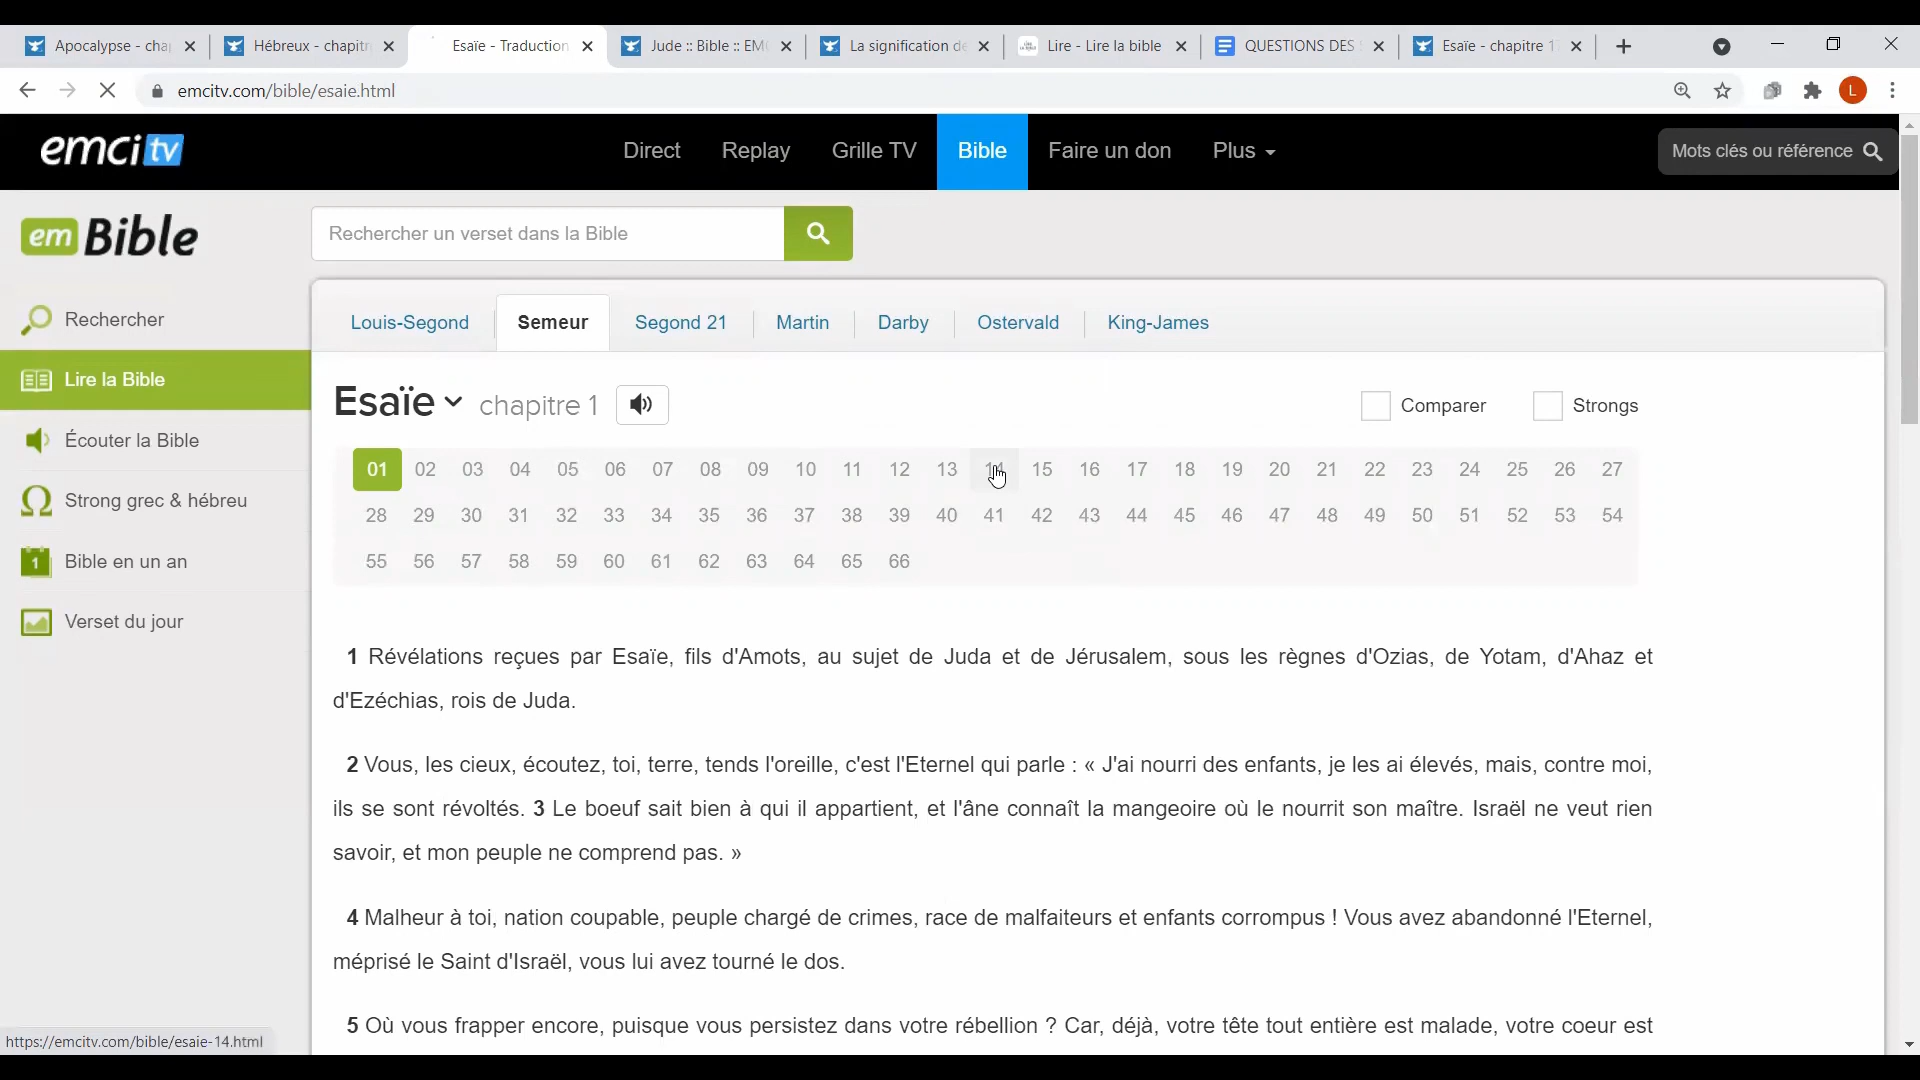 Apocalypse - cha
Hébreux - chapitr
Esaïe - Traduction
Jude :: Bible :: EM
La signification de
Lire - Lire la bible
QUESTIONS DES
Esaïe - chapitre 1
emcitv.com/bible/esaie.html
L
emci tv
Direct
Replay
Grille TV
Bible
Faire un don
Plus
Mots clés ou référence
em Bible
Rechercher un verset dans la Bible
Rechercher
Lire la Bible
Écouter la Bible
Strong grec & hébreu
1
Bible en un an
Verset du jour
Louis-Segond
Semeur
Segond 21
Martin
Darby
Ostervald
King-James
Esaïe chapitre 1
Comparer
Strongs
01 02 03 04 05 06 07 08 09 10 11 12 13 14 15 16 17 18 19 20 21 22 23 24 25 26 27
28 29 30 31 32 33 34 35 36 37 38 39 40 41 42 43 44 45 46 47 48 49 50 51 52 53 54
55 56 57 58 59 60 61 62 63 64 65 66
1 Révélations reçues par Esaïe, fils d'Amots, au sujet de Juda et de Jérusalem, sous les règnes d'Ozias, de Yotam, d'Ahaz et
d'Ezéchias, rois de Juda.
2 Vous, les cieux, écoutez, toi, terre, tends l'oreille, c'est l'Eternel qui parle : « J'ai nourri des enfants, je les ai élevés, mais, contre moi,
ils se sont révoltés. 3 Le boeuf sait bien à qui il appartient, et l'âne connaît la mangeoire où le nourrit son maître. Israël ne veut rien
savoir, et mon peuple ne comprend pas. »
4 Malheur à toi, nation coupable, peuple chargé de crimes, race de malfaiteurs et enfants corrompus ! Vous avez abandonné l'Eternel,
méprisé le Saint d'Israël, vous lui avez tourné le dos.
5 Où vous frapper encore, puisque vous persistez dans votre rébellion ? Car, déjà, votre tête tout entière est malade, votre coeur est
https://emcitv.com/bible/esaie-14.html